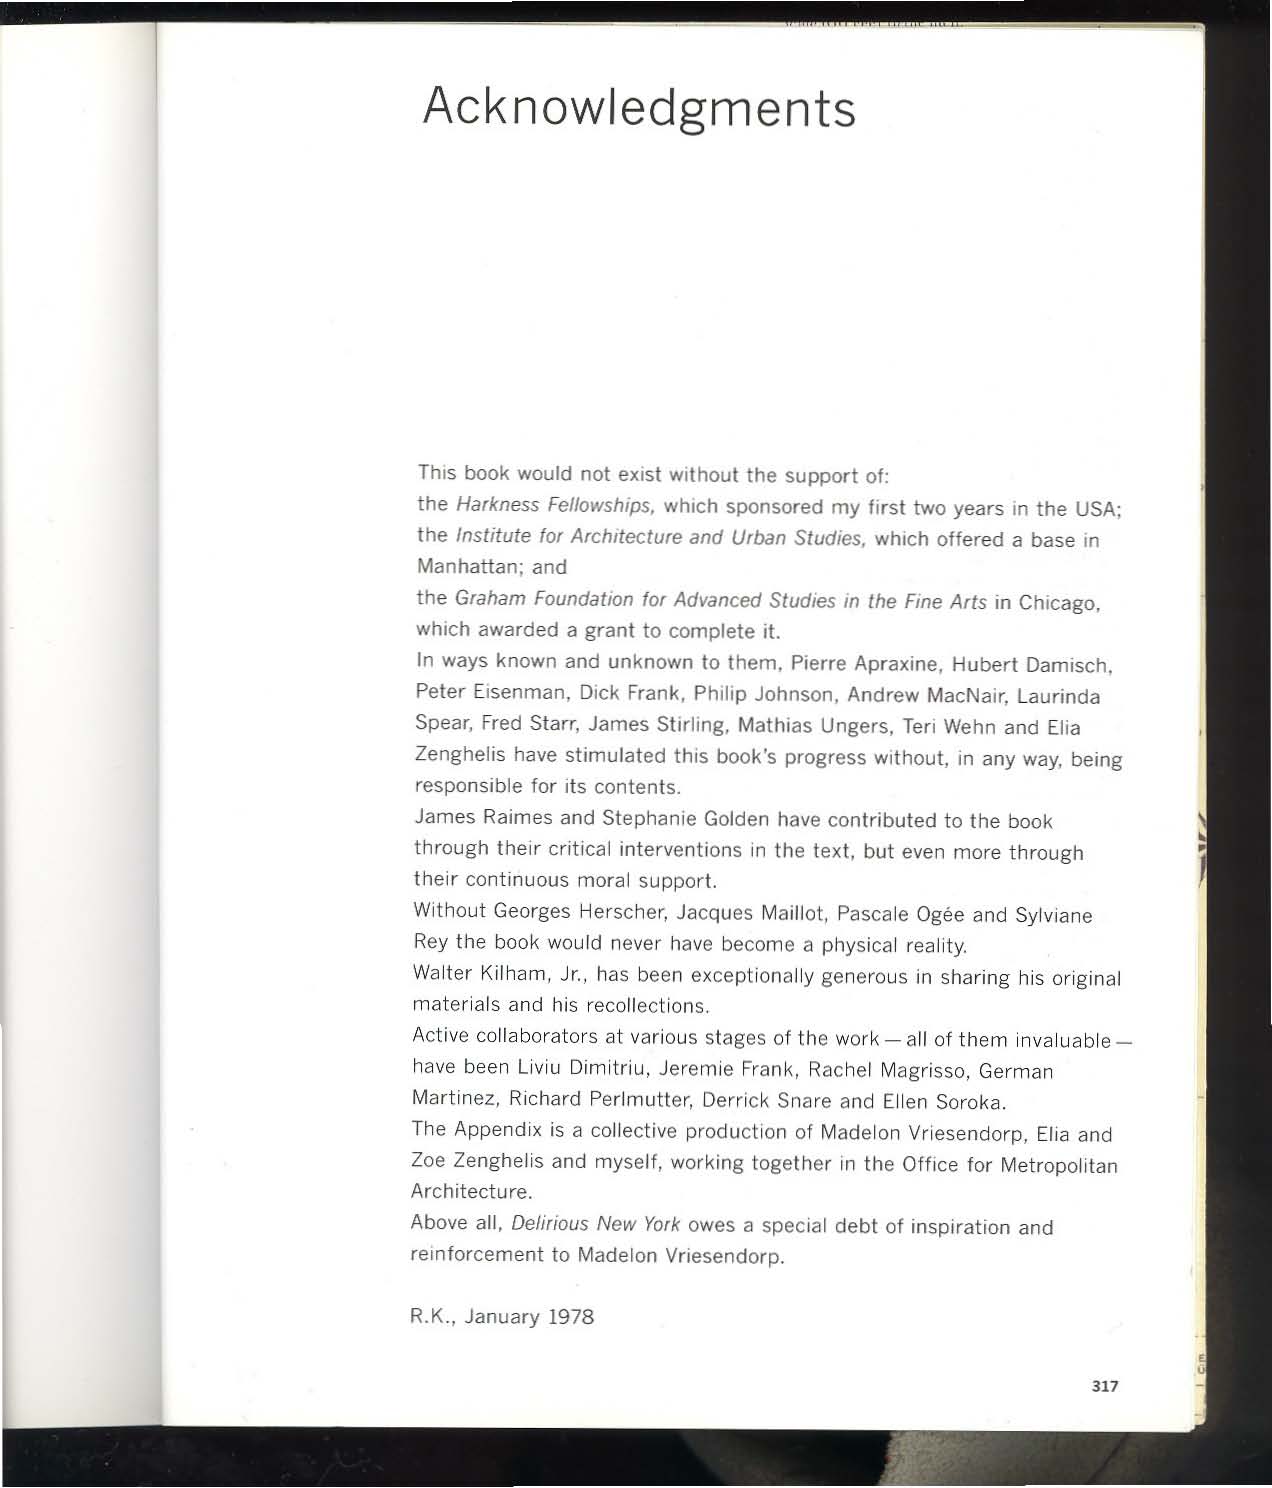 Acknowledgments
This book would not exist without the support of:
the Harkness Fellowships, which sponsored my first two years in the USA;
the Institute for Architecture and Urban Studies, which offered a base in
Manhattan; and
the Graham Foundation for Advanced Studies in the Fine Arts in Chicago,
which awarded a grant to complete it.
In ways known and unknown to them, Pierre Apraxine, Hubert Damisch,
Peter Eisenman, Dick Frank, Philip Johnson, Andrew MacNair, Laurinda
Spear, Fred Starr, James Stirling, Mathias Ungers, Teri Wehn and Elia
Zenghelis have stimulated this book's progress without, in any way, being
responsible for its contents.
James Raimes and Stephanie Golden have contributed to the book
through their critical interventions in the text, but even more through
their continuous moral support.
Without Georges Herscher, Jacques Maillot, Pascale Ogée and Sylviane
Rey the book would never have become a physical reality.
Walter Kilham, Jr., has been exceptionally generous in sharing his original
materials and his recollections.
Active collaborators at various stages of the work — all of them invaluable —
have been Liviu Dimitriu, Jeremie Frank, Rachel Magrisso, German
Martinez, Richard Perlmutter, Derrick Snare and Ellen Soroka.
The Appendix is a collective production of Madelon Vriesendorp, Elia and
Zoe Zenghelis and myself, working together in the Office for Metropolitan
Architecture.
Above all, Delirious New York owes a special debt of inspiration and
reinforcement to Madelon Vriesendorp.
R.K., January 1978
317